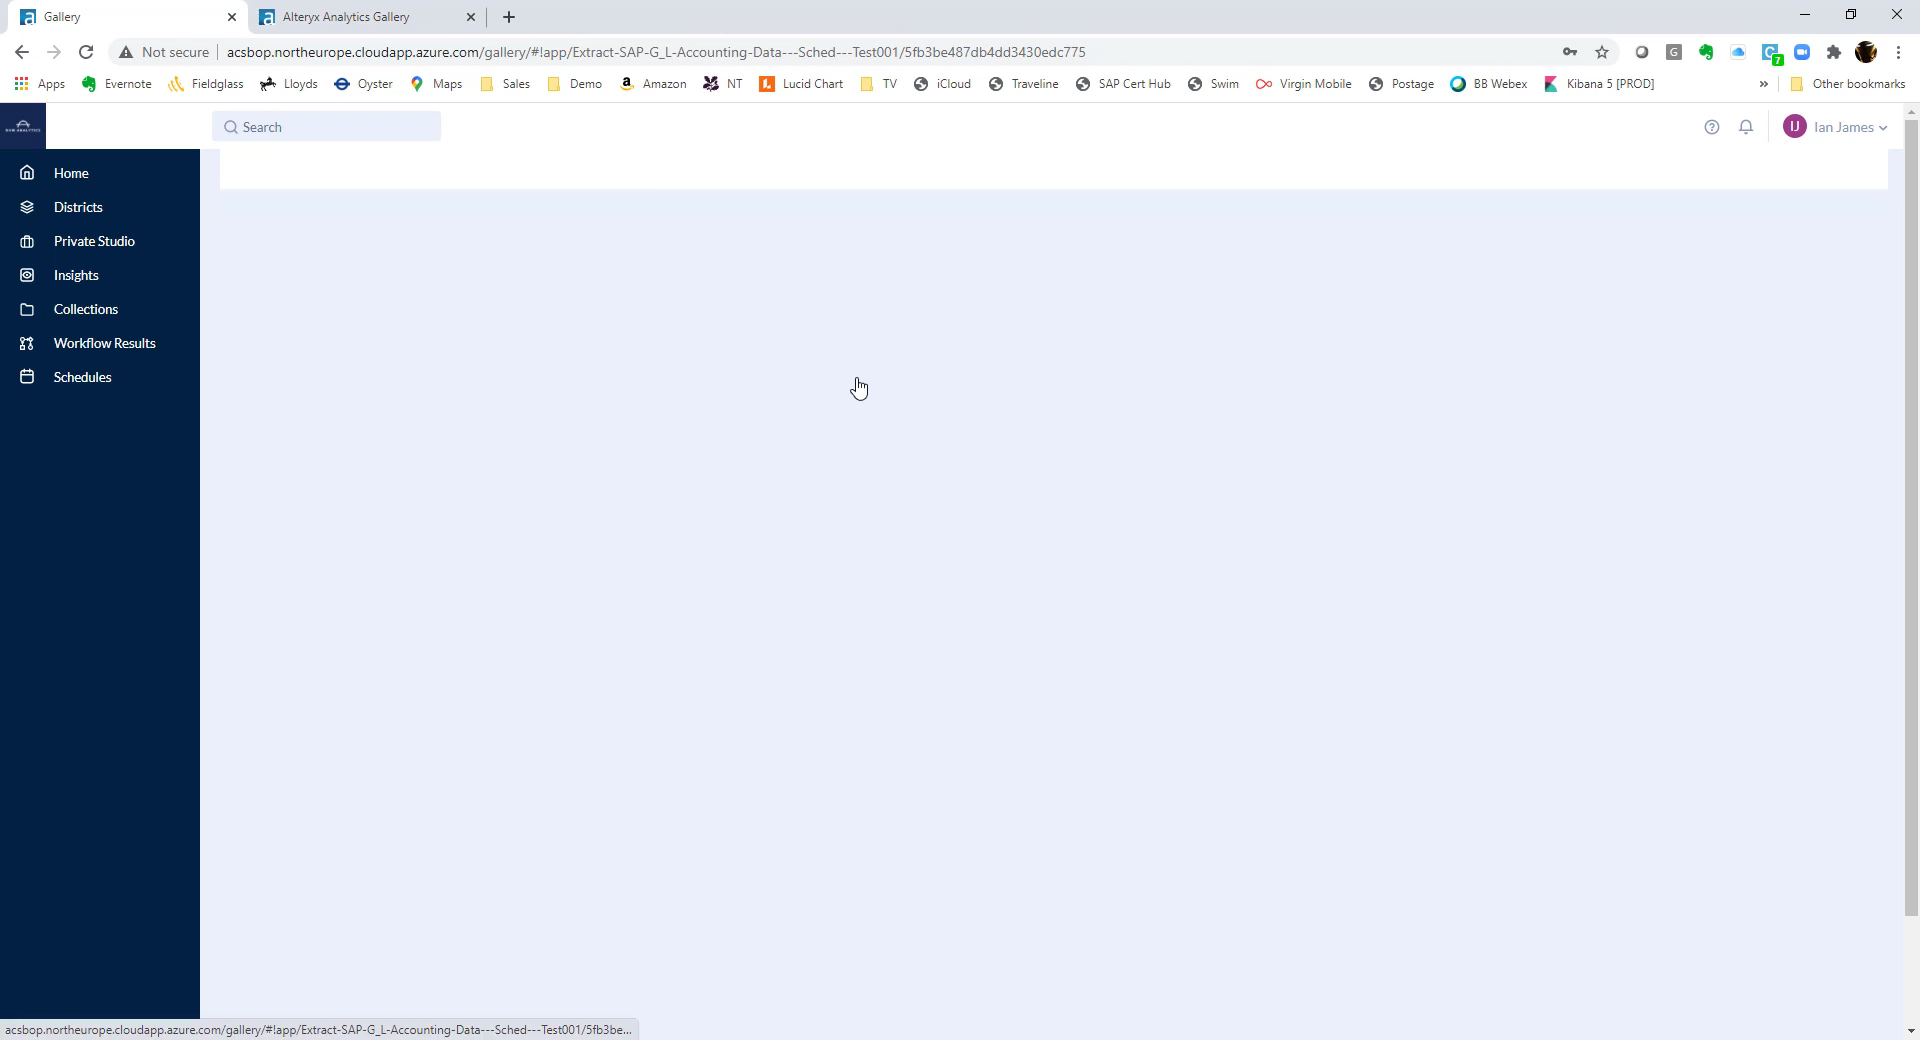 Gallery
Alteryx Analytics Gallery
Not secure
acsbop.northeurope.cloudapp.azure.com/gallery/#!app/Extract-SAP-G_L-Accounting-Data---Sched---Test001/5fb3be487db4dd3430edc775
G
7
Apps
Evernote
Fieldglass
Lloyds
Oyster
Maps
Sales
Demo
Amazon
NT
Lucid Chart
TV
iCloud
Traveline
SAP Cert Hub
Swim
Virgin Mobile
Postage
BB Webex
Kibana 5 [PROD]
»
Other bookmarks
Search
IJ
Ian James
Home
Districts
Private Studio
Insights
Collections
Workflow Results
Schedules
acsbop.northeurope.cloudapp.azure.com/gallery/#!app/Extract-SAP-G_L-Accounting-Data---Sched---Test001/5fb3be...